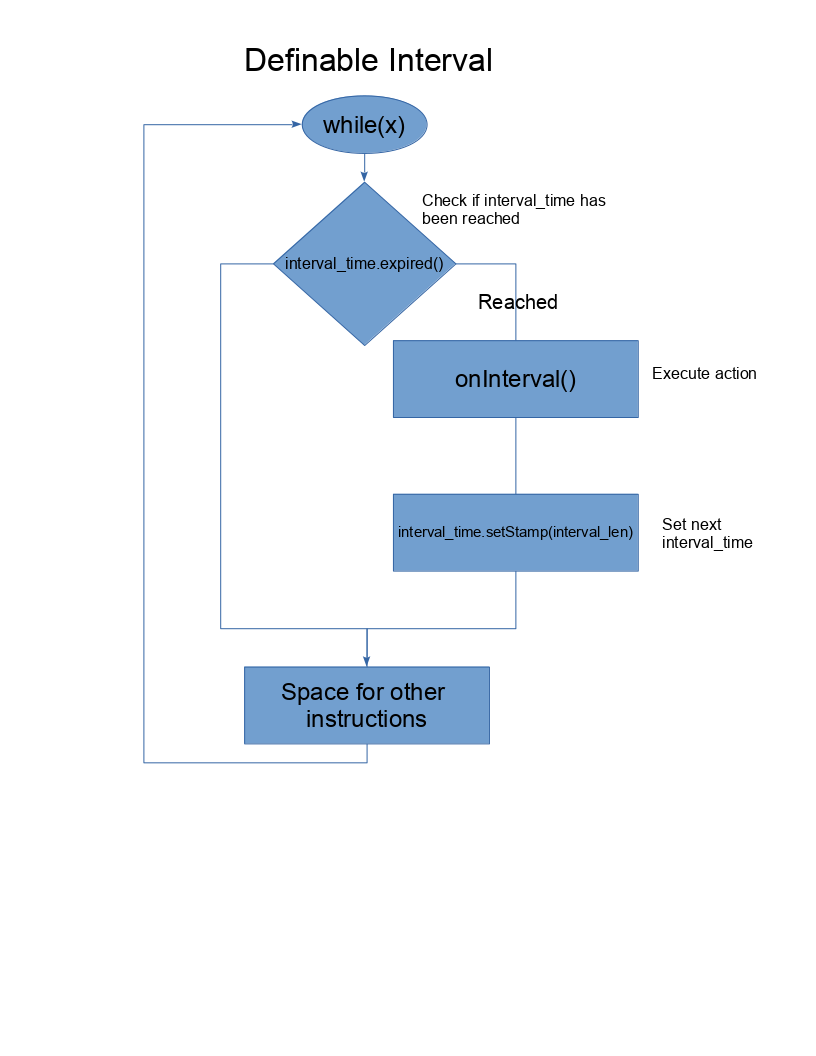 Definable Interval
while(x)
Check if interval_time has
been reached
interval_time.expired()
Reached
onInterval()
Execute action
interval_time.setStamp(interval_len)
Set next
interval_time
Space for other
instructions